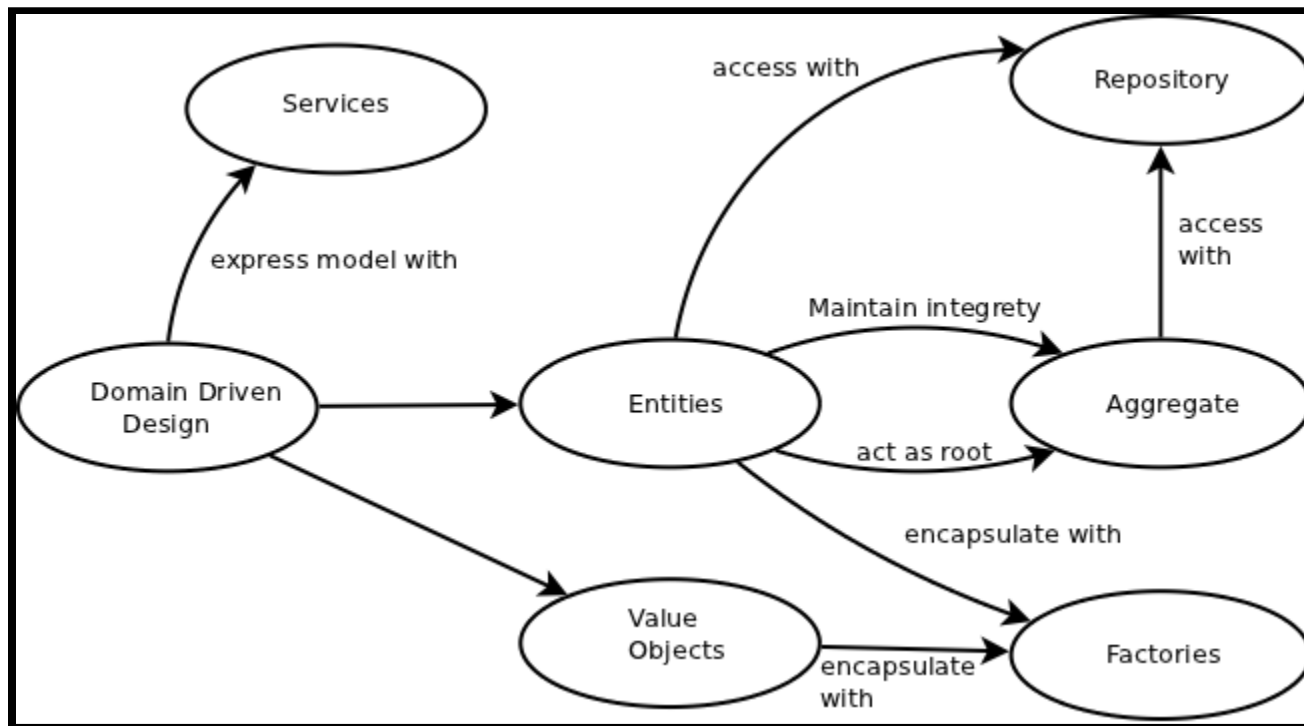 Services
access with
Repository
express model with
access
with
Maintain integrety
Domain Driven
Design
Entities
Aggregate
act as root
encapsulate with
Value
Objects
encapsulate
with
Factories